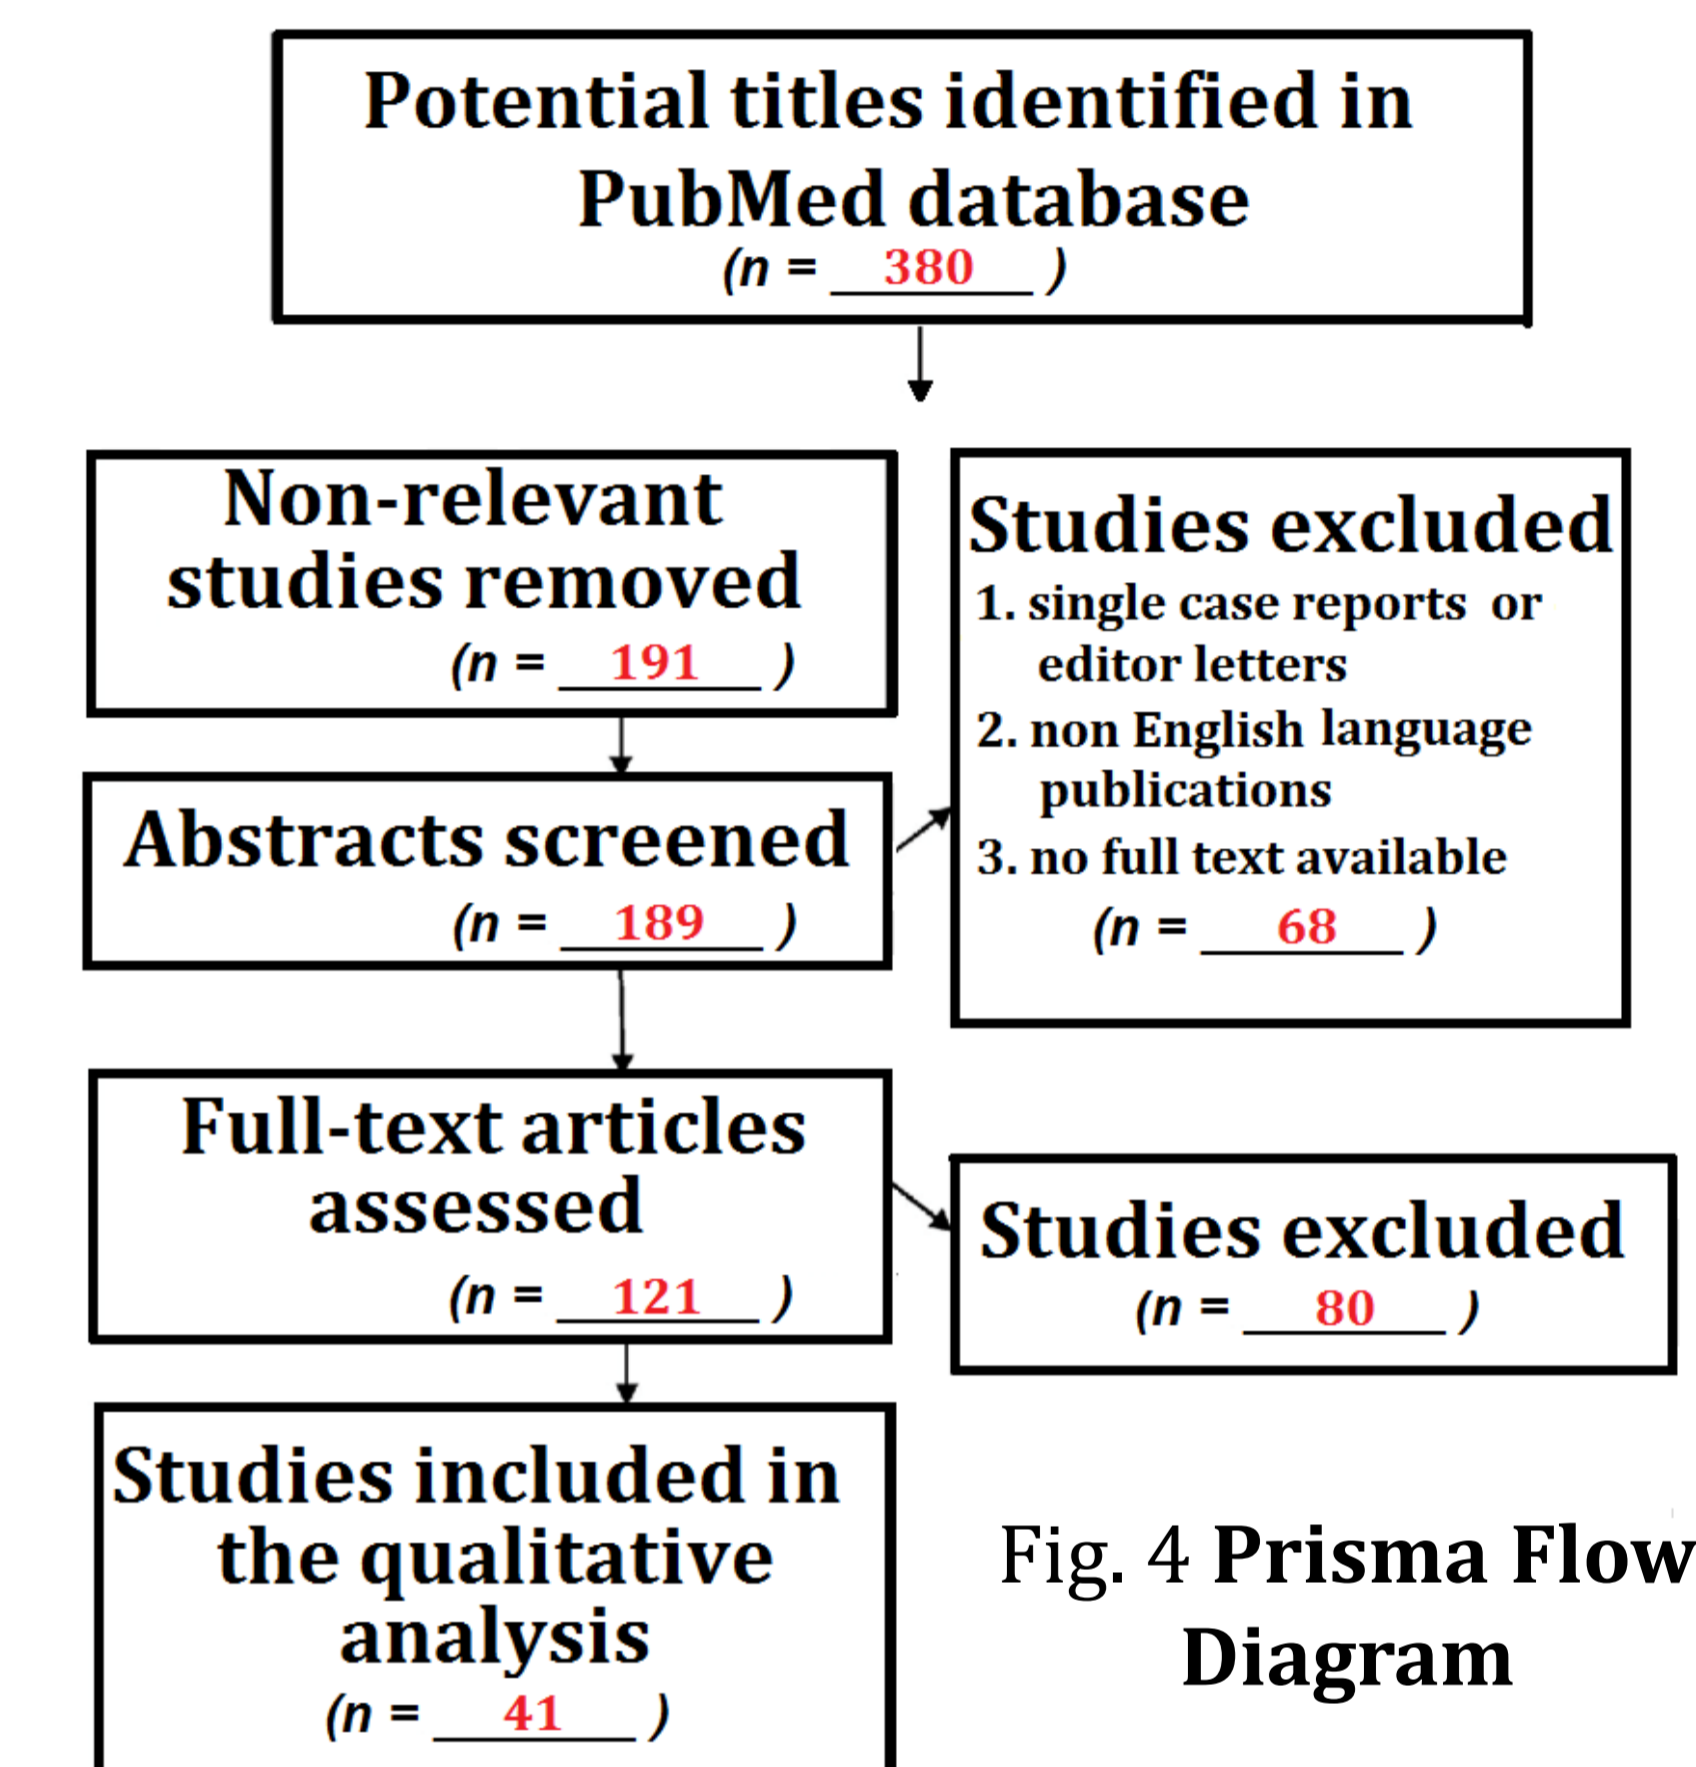 Potential titles identified in
PubMed database
(n = 380 )
Non-relevant
studies removed
(n = 191 )
Studies excluded
1. single case reports or
editor letters
2. non English language
publications
3. no full text available
(n = 68 )
Abstracts screened
(n = 189 )
Full-text articles
assessed
(n = 121 )
Studies excluded
(n = 80 )
Studies included in
the qualitative
analysis
(n = 41 )
Fig. 4 Prisma Flow
Diagram